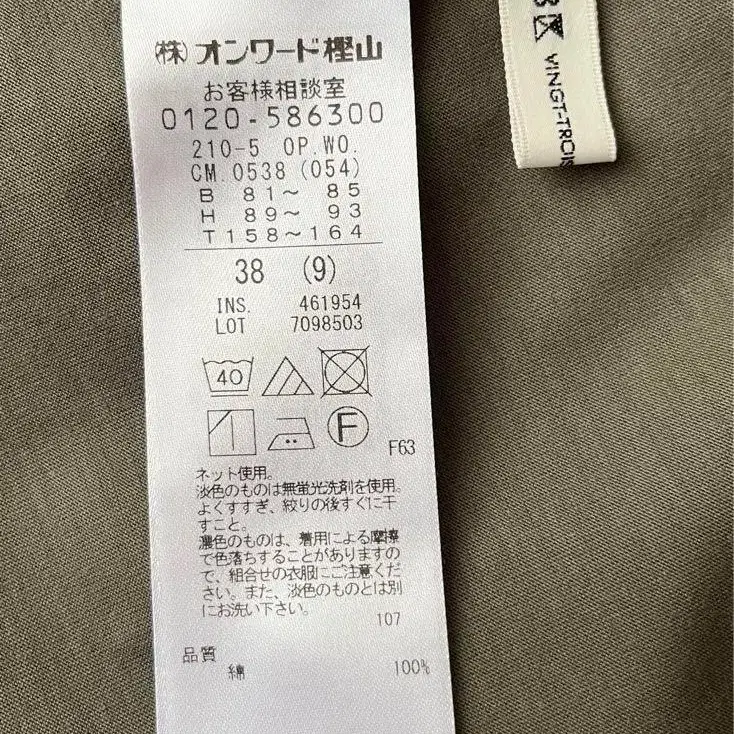 (株)オンワード樫山
お客様相談室
0120-586300
210-5 OP.WO.
CM.0538 (054)
B 81〜 85
H 89〜 93
T158〜164
38 (9)
INS. 461954
LOT 7098503
40
F
F63
ネット使用。
淡色のものは無蛍光洗剤を使用。
よくすすぎ、絞りの後すぐに干
すこと。
濃色のものは、着用による摩擦
で色落ちすることがありますの
で、組合せの衣服にご注意くだ
さい。また、淡色のものとは別
にお洗い下さい。
107
品質
綿 100%
VINGT-TROIS